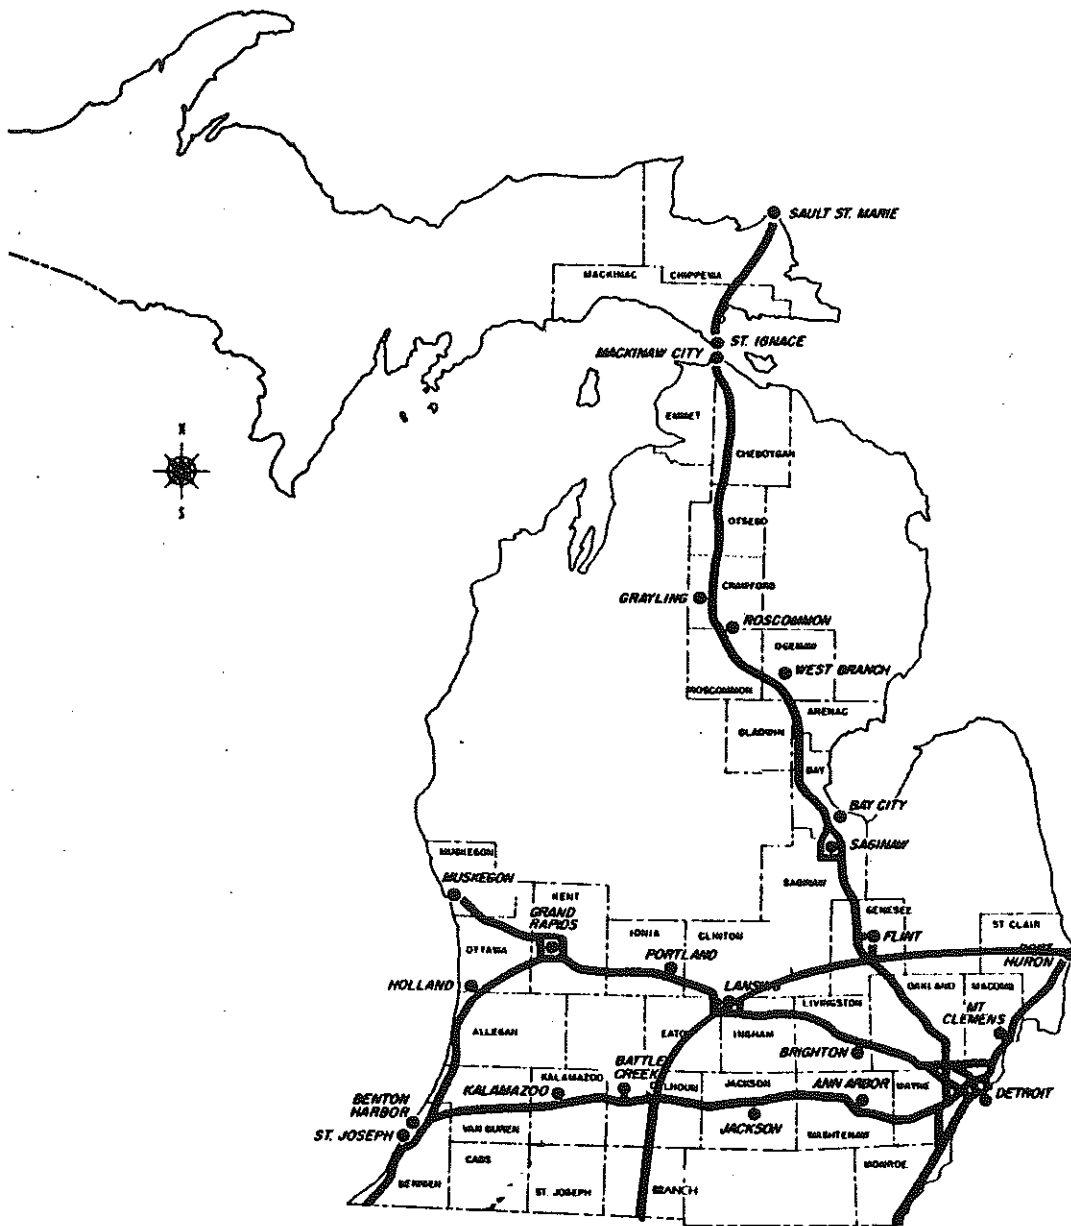 SAULT ST. MARIE
MACKINAC
CHIPPEWA
ST. IGNACE
MACKINAW CITY
EMMET
N
CHEBOYGAN
S
OTSEGO
CRAWFORD
GRAYLING
ROSCOMMON
OGEMAW
WEST BRANCH
ROSCOMMON
ARENAC
GLADWIN
BAY
BAY CITY
SAGINAW
MUSKEGON
SAGINAW
MUSKEGON
KENT
GENESEE
GRAND
RAPIDS
ST CLAIR
IONIA
CLINTON
FLINT
OTTAWA
PORTLAND
PORT
HURON
HOLLAND
LANSING
OAKLAND
MACOMB
LIVINGSTON
MT
CLEMENS
ALLEGAN
EATON
INGHAM
BRIGHTON
BATTLE
CREEK
KALAMAZOO
KALAMAZOO
CALHOUN
JACKSON
ANN ARBOR
WAYNE
BENTON
HARBOR
DETROIT
ST. JOSEPH
VAN BUREN
JACKSON
WASHTENAW
CASS
MONROE
BERRIEN
ST. JOSEPH
BRANCH